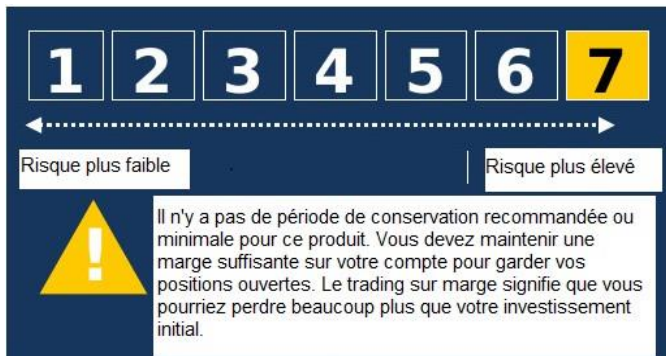 1 2 3 4 5 6 7
Risque plus faible
Risque plus élevé
!
Il n'y a pas de période de conservation recommandée ou
minimale pour ce produit. Vous devez maintenir une
marge suffisante sur votre compte pour garder vos
positions ouvertes. Le trading sur marge signifie que vous
pourriez perdre beaucoup plus que votre investissement
initial.